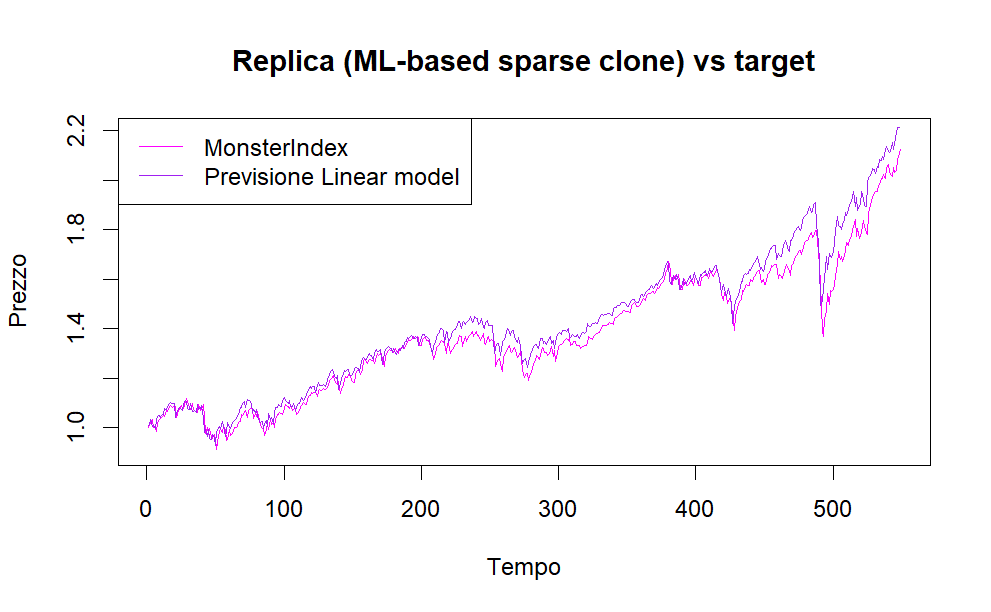 Replica (ML-based sparse clone) vs target
MonsterIndex
Previsione Linear model
Prezzo
2.2
1.8
1.4
1.0
0 100 200 300 400 500
Tempo